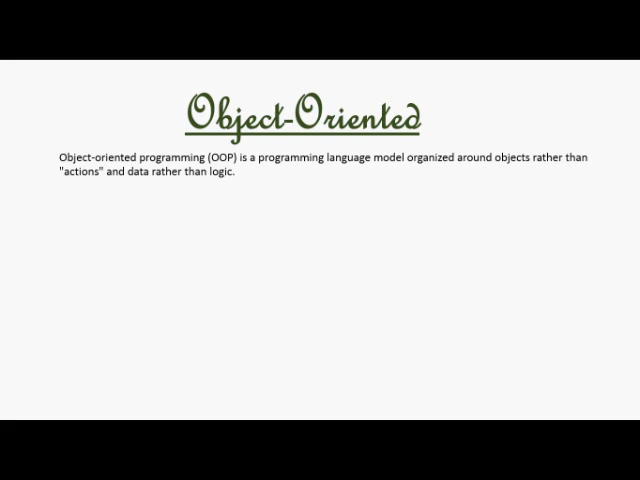 Object-Oriented
Object-oriented programming (OOP) is a programming language model organized around objects rather than
"actions" and data rather than logic.